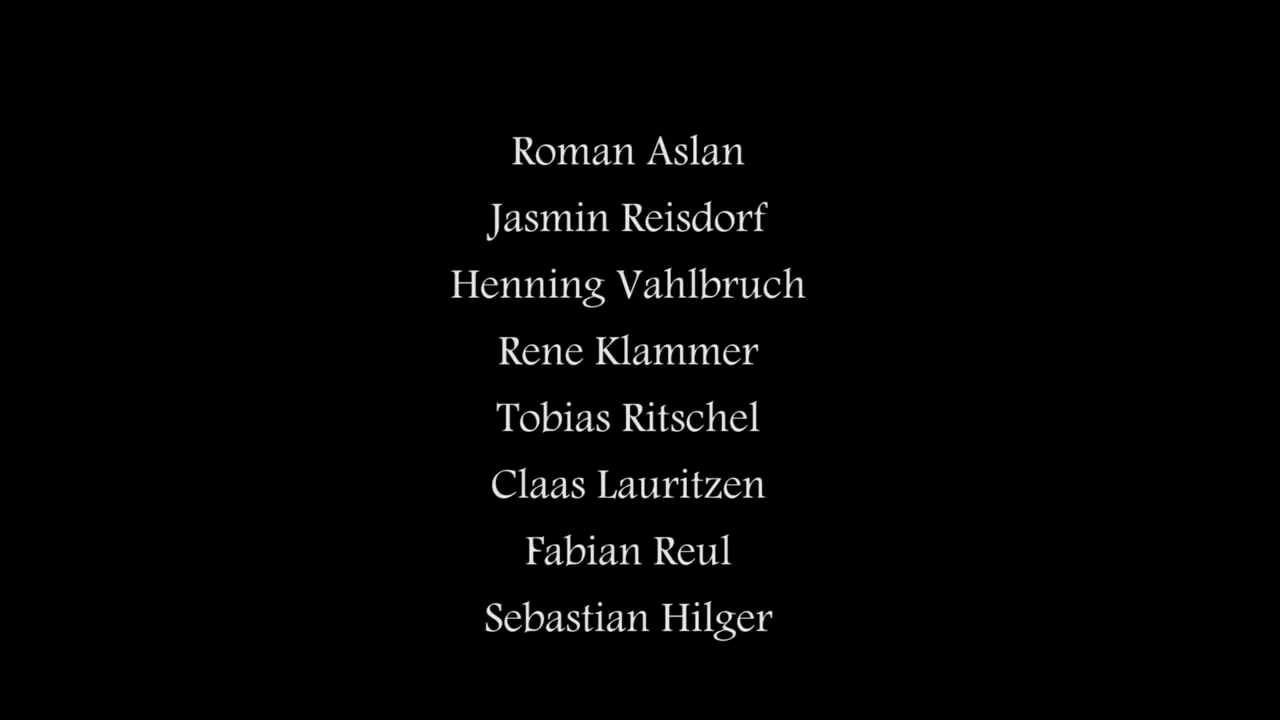 Roman Aslan
Jasmin Reisdorf
Henning Vahlbruch
Rene Klammer
Tobias Ritschel
Claas Lauritzen
Fabian Reul
Sebastian Hilger